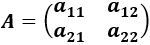 A = (a₁₁ a₁₂
a₂₁ a₂₂)